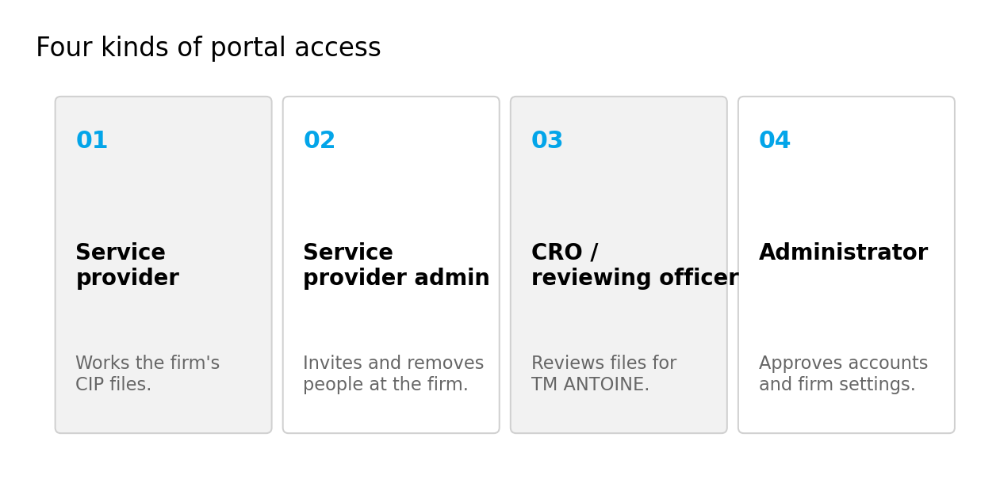 Four kinds of portal access
01
Service
provider
Works the firm's
CIP files.
02
Service
provider admin
Invites and removes
people at the firm.
03
CRO /
reviewing officer
Reviews files for
TM ANTOINE.
04
Administrator
Approves accounts
and firm settings.